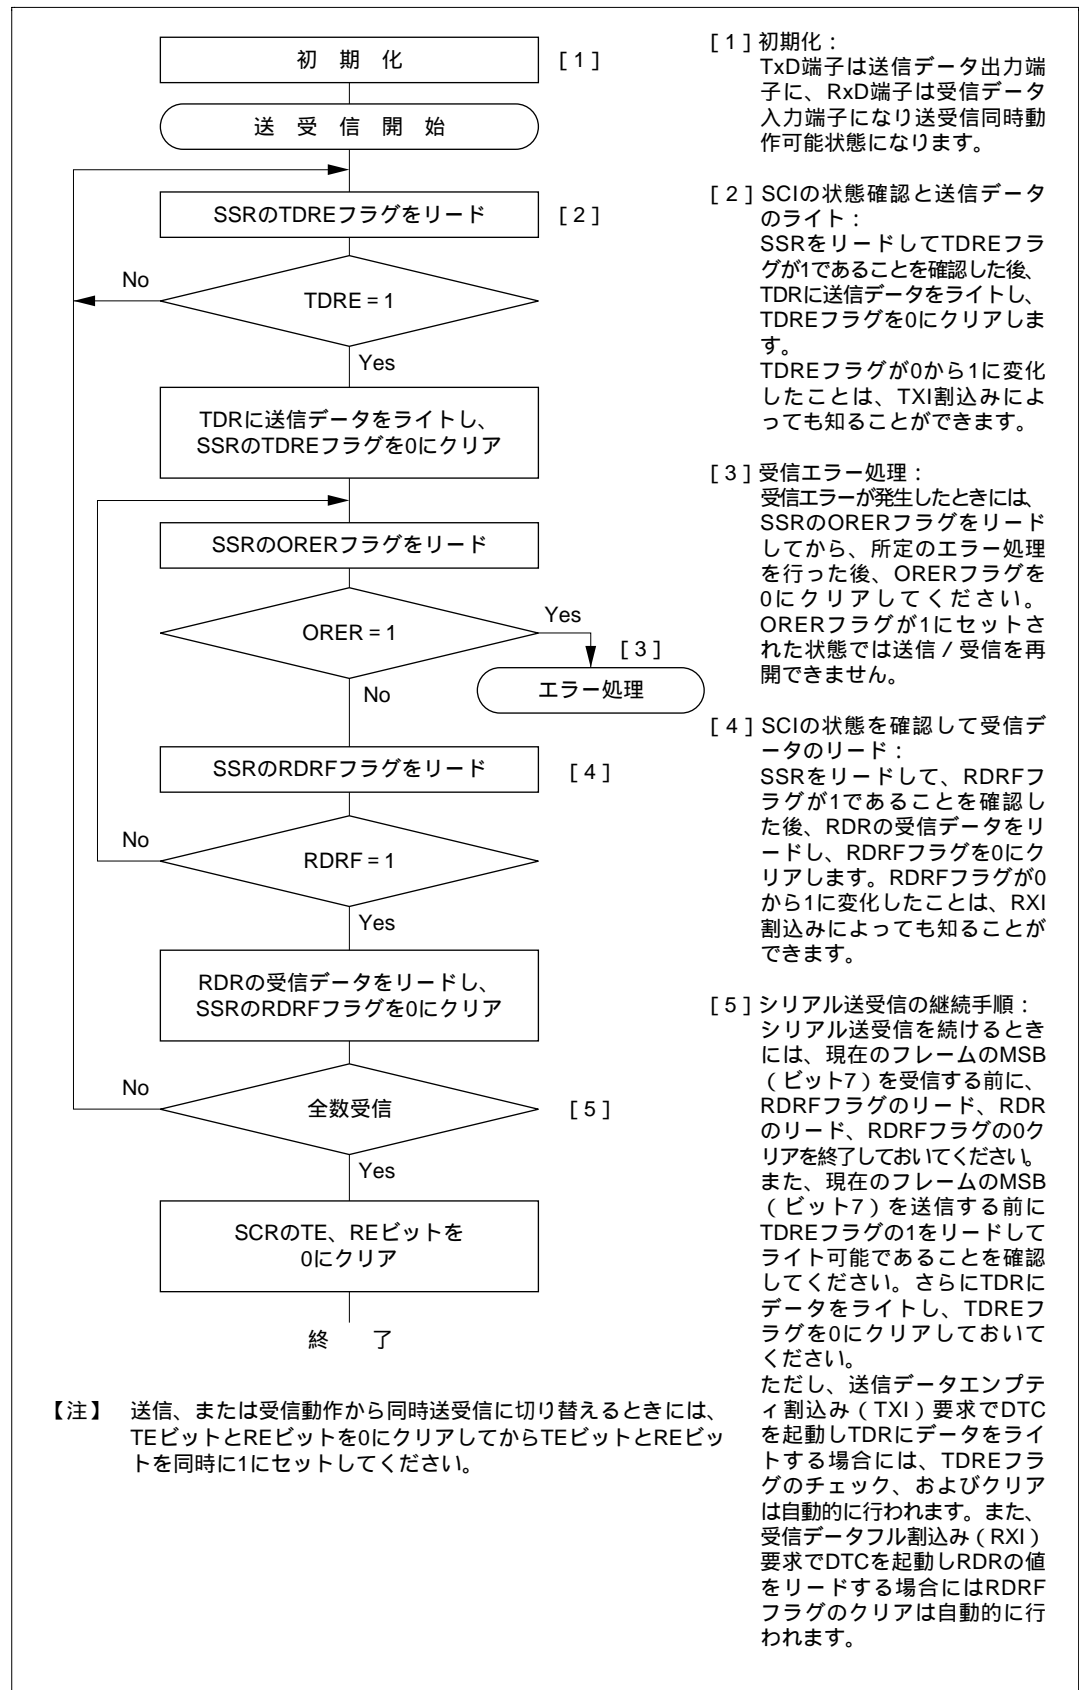 初 期 化
[ 1 ]
送 受 信 開 始
SSRのTDREフラグをリード
[ 2 ]
No
TDRE = 1
Yes
TDRに送信データをライトし、
SSRのTDREフラグを0にクリア
SSRのORERフラグをリード
ORER = 1
Yes
[ 3 ]
エラー処理
No
SSRのRDRFフラグをリード
[ 4 ]
No
RDRF = 1
Yes
RDRの受信データをリードし、
SSRのRDRFフラグを0にクリア
No
全数受信
[ 5 ]
Yes
SCRのTE、REビットを
0にクリア
終 了
【注】 送信、または受信動作から同時送受信に切り替えるときには、
TEビットとREビットを0にクリアしてからTEビットとREビッ
トを同時に1にセットしてください。
[ 1 ] 初期化：
TxD端子は送信データ出力端
子に、RxD端子は受信データ
入力端子になり送受信同時動
作可能状態になります。
[ 2 ] SCIの状態確認と送信データ
のライト：
SSRをリードしてTDREフラ
グが1であることを確認した後、
TDRに送信データをライトし、
TDREフラグを0にクリアしま
す。
TDREフラグが0から1に変化
したことは、TXI割込みによ
っても知ることができます。
[ 3 ] 受信エラー処理：
受信エラーが発生したときには、
SSRのORERフラグをリード
してから、所定のエラー処理
を行った後、ORERフラグを
0にクリアしてください。
ORERフラグが1にセットさ
れた状態では送信 / 受信を再
開できません。
[ 4 ] SCIの状態を確認して受信デ
ータのリード：
SSRをリードして、RDRFフ
ラグが1であることを確認し
た後、RDRの受信データをリ
ードし、RDRFフラグを0にク
リアします。RDRFフラグが0
から1に変化したことは、RXI
割込みによっても知ることが
できます。
[ 5 ] シリアル送受信の継続手順：
シリアル送受信を続けるとき
には、現在のフレームのMSB
（ビット7）を受信する前に、
RDRFフラグのリード、RDR
のリード、RDRFフラグの0ク
リアを終了しておいてください。
また、現在のフレームのMSB
（ビット7）を送信する前に
TDREフラグの1をリードして
ライト可能であることを確認
してください。さらにTDRに
データをライトし、TDREフ
ラグを0にクリアしておいて
ください。
ただし、送信データエンプテ
ィ割込み（TXI）要求でDTC
を起動しTDRにデータをライ
トする場合には、TDREフラ
グのチェック、およびクリア
は自動的に行われます。また、
受信データフル割込み（RXI）
要求でDTCを起動しRDRの値
をリードする場合にはRDRF
フラグのクリアは自動的に行
われます。